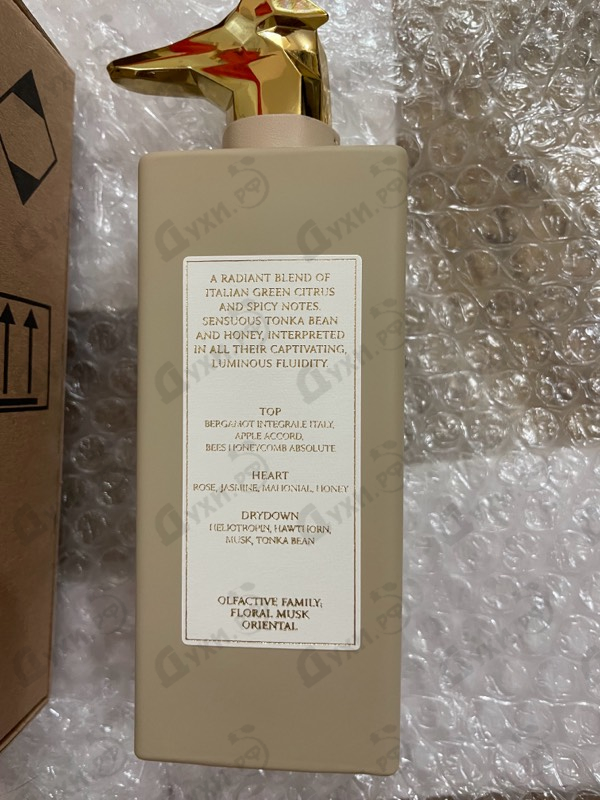 A RADIANT BLEND OF
ITALIAN GREEN CITRUS
AND SPICY NOTES.
SENSUOUS TONKA BEAN
AND HONEY, INTERPRETED
IN ALL THEIR CAPTIVATING,
LUMINOUS FLUIDITY.
TOP
BERGAMOT INTEGRALE ITALY,
APPLE ACCORD,
BEES HONEYCOMB ABSOLUTE
HEART
ROSE, JASMINE, MAHONIAL, HONEY
DRYDOWN
HELIOTROPIN, HAWTHORN,
MUSK, TONKA BEAN
OLFACTIVE FAMILY:
FLORAL MUSK
ORIENTAL
Духи.рф